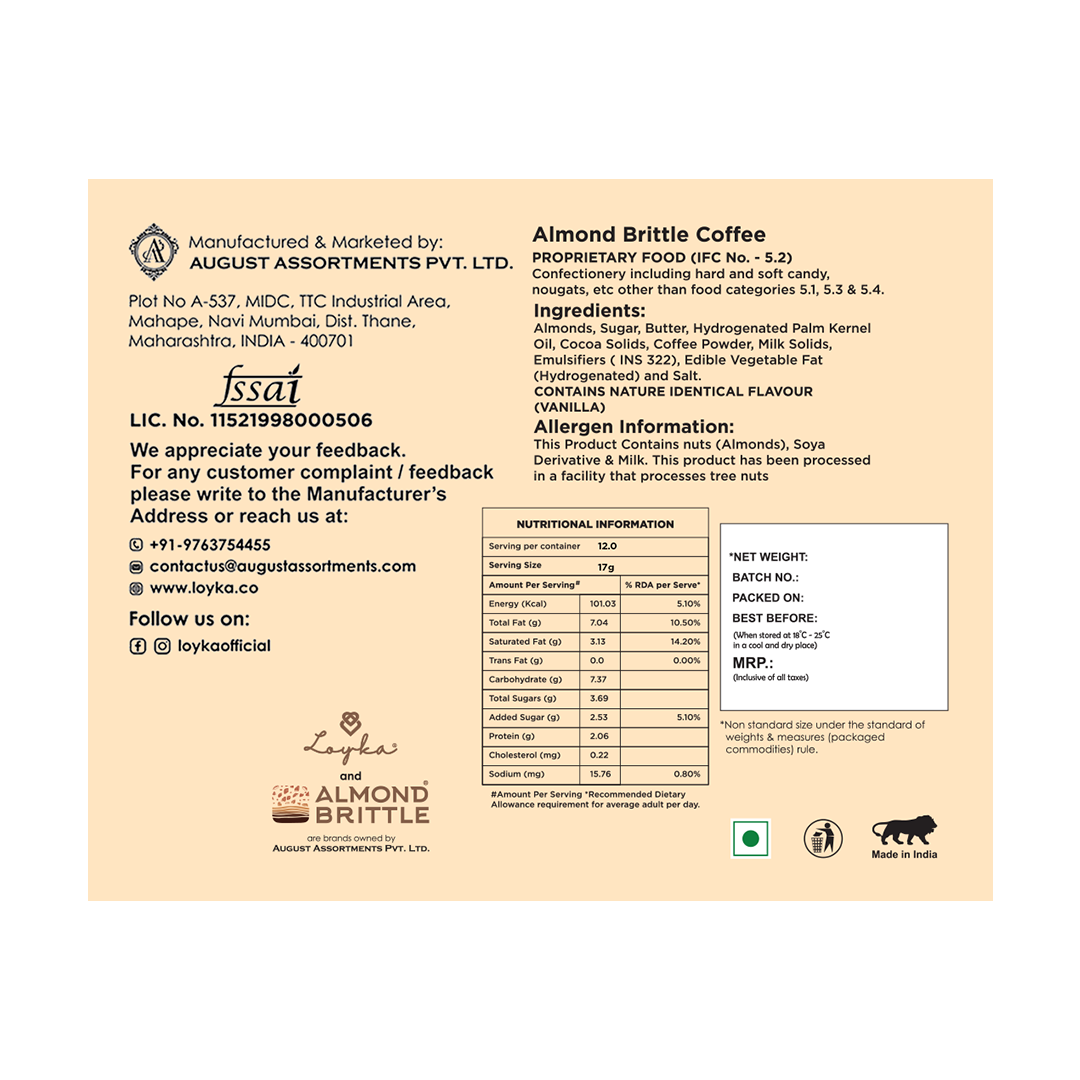 Manufactured & Marketed by:
AUGUST ASSORTMENTS PVT. LTD.
Plot No A-537, MIDC, TTC Industrial Area,
Mahape, Navi Mumbai, Dist. Thane,
Maharashtra, INDIA - 400701
fssai
LIC. No. 11521998000506
We appreciate your feedback.
For any customer complaint / feedback
please write to the Manufacturer's
Address or reach us at:
+91-9763754455
contactus@augustassortments.com
www.loyka.co
Follow us on:
loykaofficial
Loyka®
and
ALMOND®
BRITTLE
are brands owned by
AUGUST ASSORTMENTS PVT. LTD.
Almond Brittle Coffee
PROPRIETARY FOOD (IFC No. - 5.2)
Confectionery including hard and soft candy,
nougats, etc other than food categories 5.1, 5.3 & 5.4.
Ingredients:
Almonds, Sugar, Butter, Hydrogenated Palm Kernel
Oil, Cocoa Solids, Coffee Powder, Milk Solids,
Emulsifiers ( INS 322), Edible Vegetable Fat
(Hydrogenated) and Salt.
CONTAINS NATURE IDENTICAL FLAVOUR
(VANILLA)
Allergen Information:
This Product Contains nuts (Almonds), Soya
Derivative & Milk. This product has been processed
in a facility that processes tree nuts
NUTRITIONAL INFORMATION
Serving per container 12.0
Serving Size 17g
Amount Per Serving# % RDA per Serve*
Energy (Kcal) 101.03 5.10%
Total Fat (g) 7.04 10.50%
Saturated Fat (g) 3.13 14.20%
Trans Fat (g) 0.0 0.00%
Carbohydrate (g) 7.37
Total Sugars (g) 3.69
Added Sugar (g) 2.53 5.10%
Protein (g) 2.06
Cholesterol (mg) 0.22
Sodium (mg) 15.76 0.80%
#Amount Per Serving *Recommended Dietary
Allowance requirement for average adult per day.
*NET WEIGHT:
BATCH NO.:
PACKED ON:
BEST BEFORE:
(When stored at 18°C - 25°C
in a cool and dry place)
MRP.:
(Inclusive of all taxes)
*Non standard size under the standard of
weights & measures (packaged
commodities) rule.
Made in India